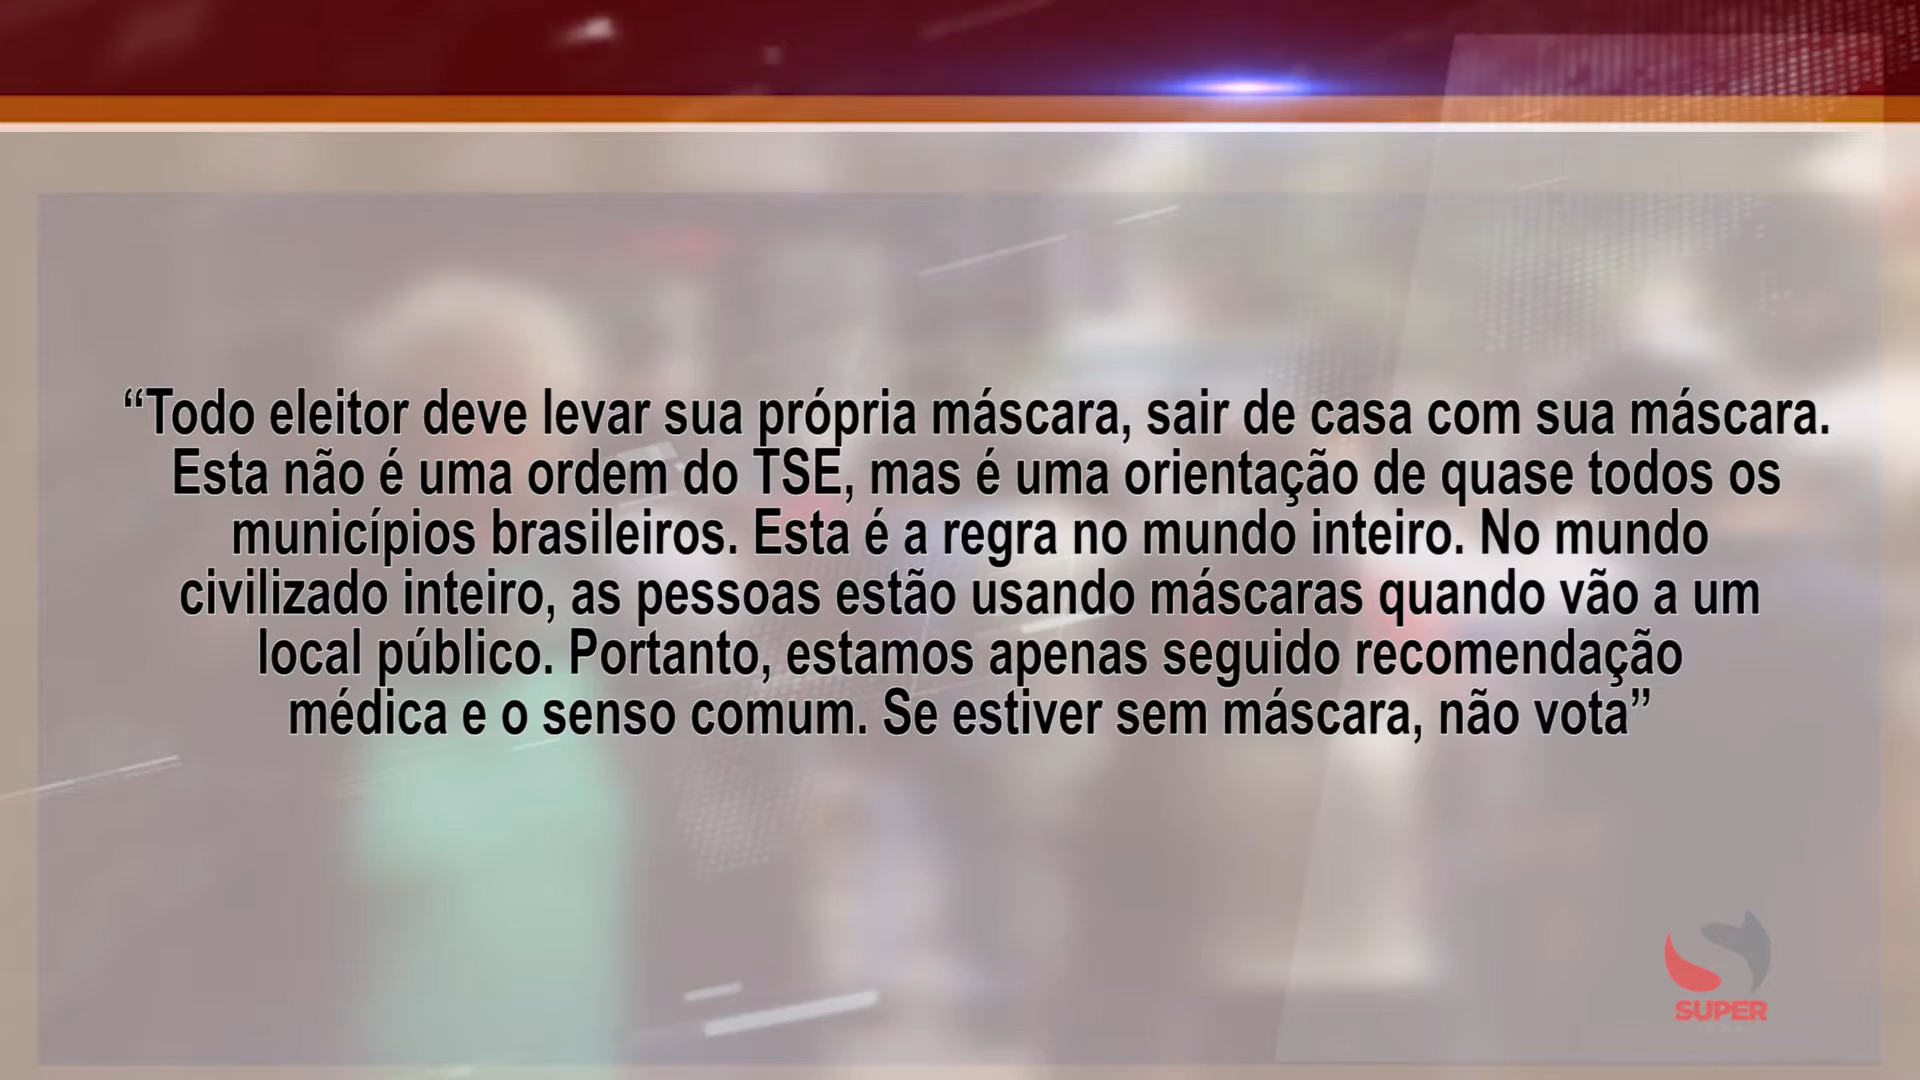 “Todo eleitor deve levar sua própria máscara, sair de casa com sua máscara.
Esta não é uma ordem do TSE, mas é uma orientação de quase todos os
municípios brasileiros. Esta é a regra no mundo inteiro. No mundo
civilizado inteiro, as pessoas estão usando máscaras quando vão a um
local público. Portanto, estamos apenas seguido recomendação
médica e o senso comum. Se estiver sem máscara, não vota”
SUPER